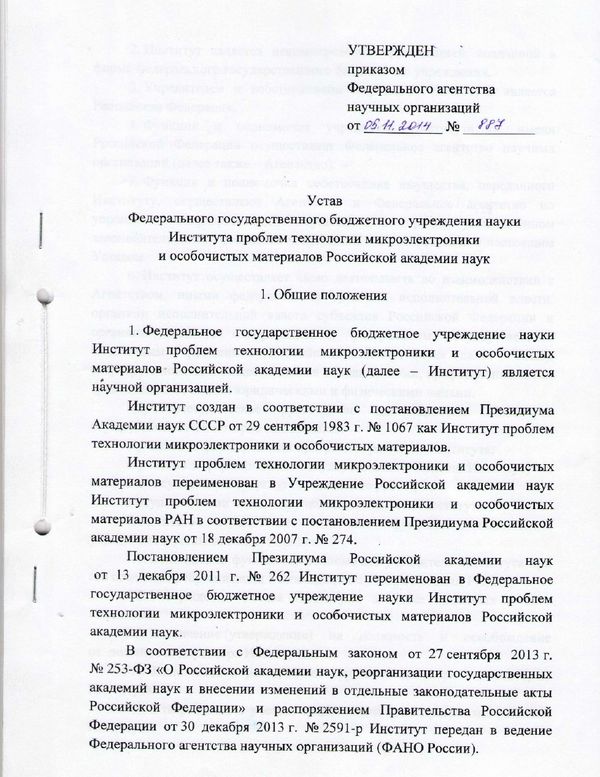 УТВЕРЖДЕН
приказом
Федерального агентства
научных организаций
от 05.11.2014 № 887
Устав
Федерального государственного бюджетного учреждения науки
Института проблем технологии микроэлектроники
и особочистых материалов Российской академии наук
1. Общие положения
1. Федеральное государственное бюджетное учреждение науки
Институт проблем технологии микроэлектроники и особочистых
материалов Российской академии наук (далее – Институт) является
научной организацией.
Институт создан в соответствии с постановлением Президиума
Академии наук СССР от 29 сентября 1983 г. № 1067 как Институт проблем
технологии микроэлектроники и особочистых материалов.
Институт проблем технологии микроэлектроники и особочистых
материалов переименован в Учреждение Российской академии наук
Институт проблем технологии микроэлектроники и особочистых
материалов РАН в соответствии с постановлением Президиума Российской
академии наук от 18 декабря 2007 г. № 274.
Постановлением Президиума Российской академии наук
от 13 декабря 2011 г. № 262 Институт переименован в Федеральное
государственное бюджетное учреждение науки Институт проблем
технологии микроэлектроники и особочистых материалов Российской
академии наук.
В соответствии с Федеральным законом от 27 сентября 2013 г.
№ 253-ФЗ «О Российской академии наук, реорганизации государственных
академий наук и внесении изменений в отдельные законодательные акты
Российской Федерации» и распоряжением Правительства Российской
Федерации от 30 декабря 2013 г. № 2591-р Институт передан в ведение
Федерального агентства научных организаций (ФАНО России).